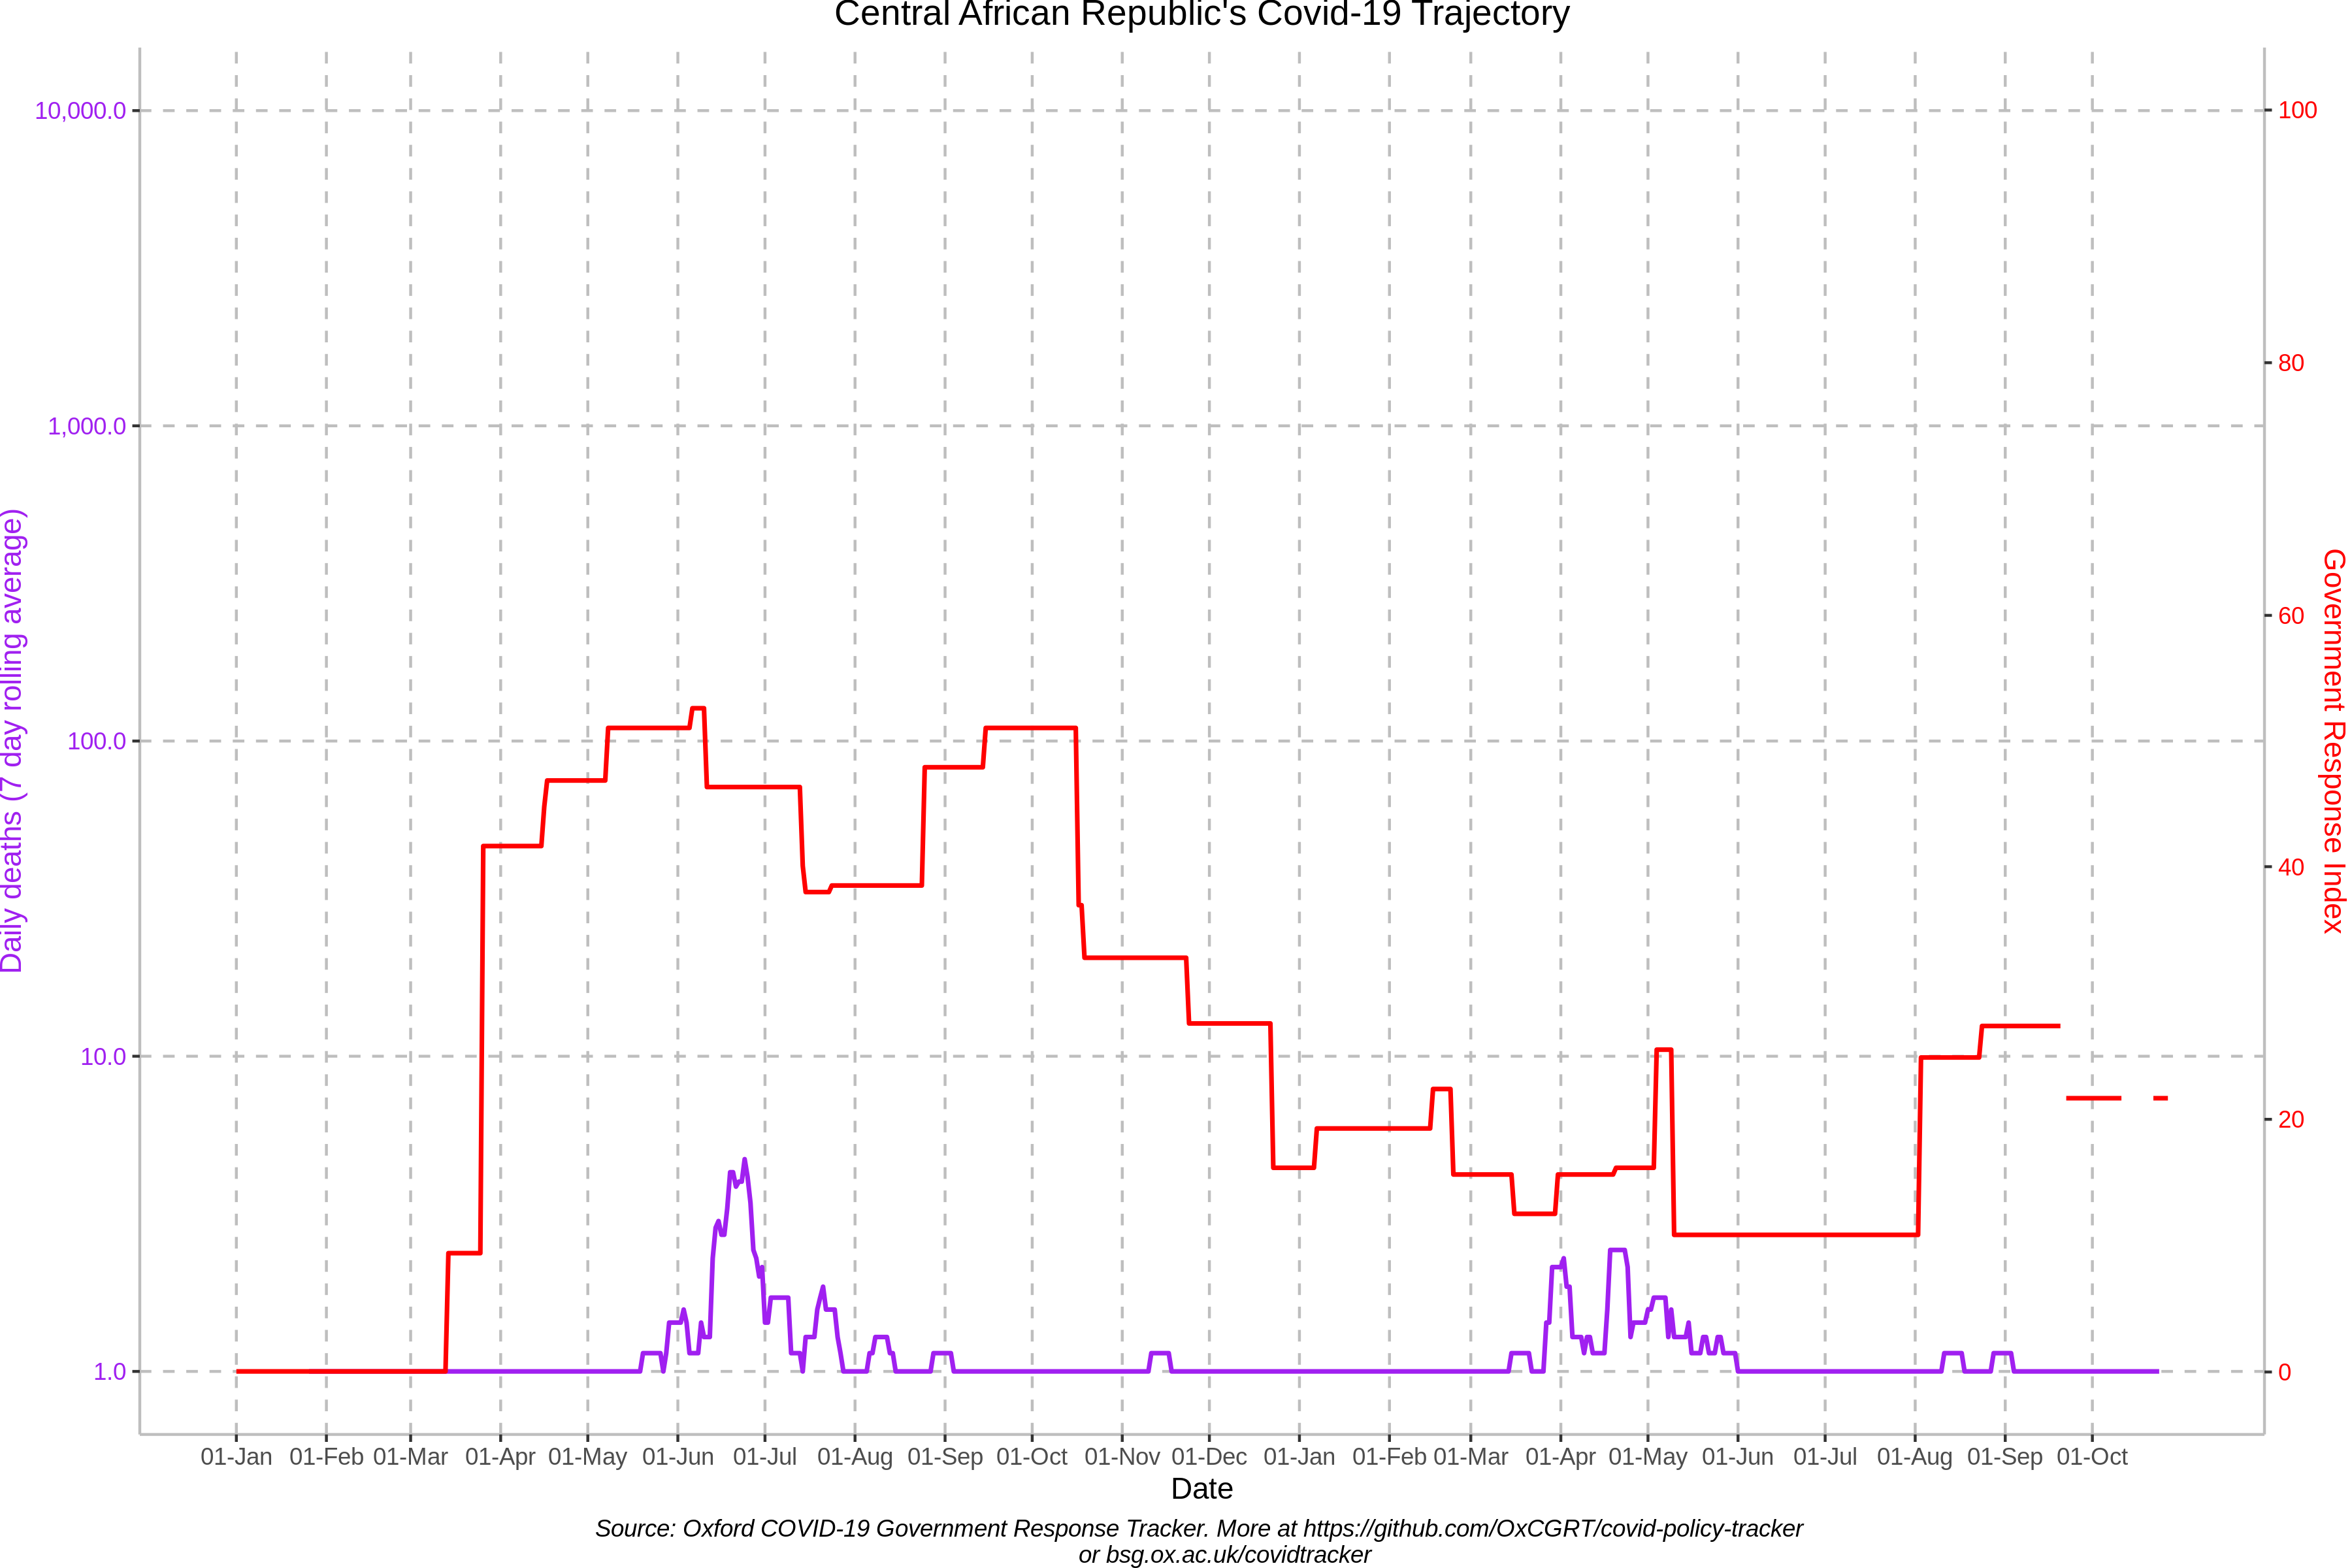 Central African Republic's Covid-19 Trajectory
10,000.0
1,000.0
100.0
10.0
1.0
Daily deaths (7 day rolling average)
100
80
60
40
20
0
Government Response Index
01-Jan 01-Feb 01-Mar 01-Apr 01-May 01-Jun 01-Jul 01-Aug 01-Sep 01-Oct 01-Nov 01-Dec 01-Jan 01-Feb 01-Mar 01-Apr 01-May 01-Jun 01-Jul 01-Aug 01-Sep 01-Oct
Date
Source: Oxford COVID-19 Government Response Tracker. More at https://github.com/OxCGRT/covid-policy-tracker
or bsg.ox.ac.uk/covidtracker